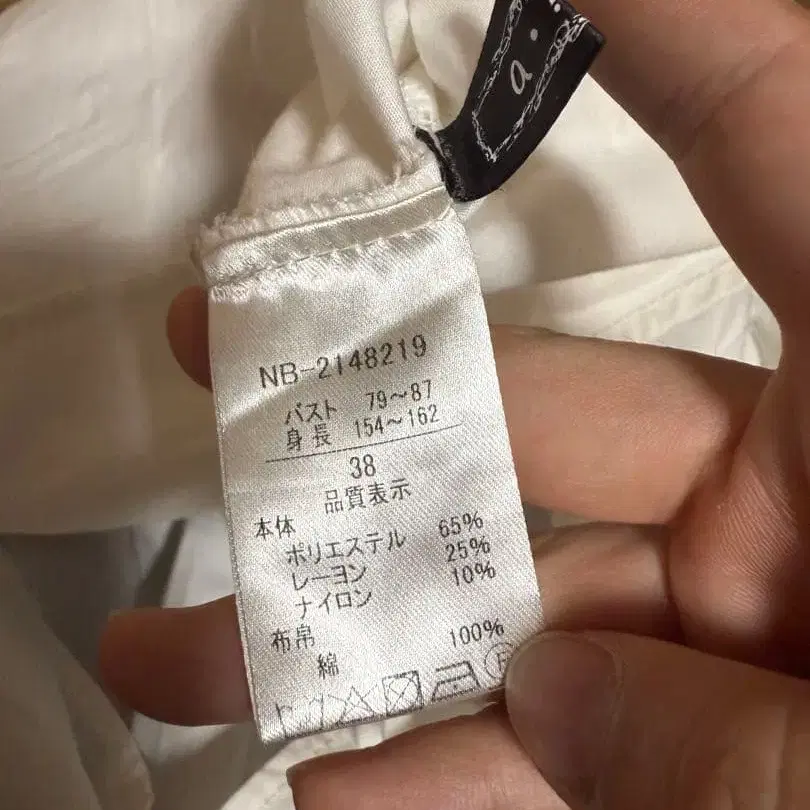 a
NB-2148219
バスト 79～87
身長 154～162
38
品質表示
本体
ポリエステル 65%
レーヨン 25%
ナイロン 10%
布帛
綿 100%